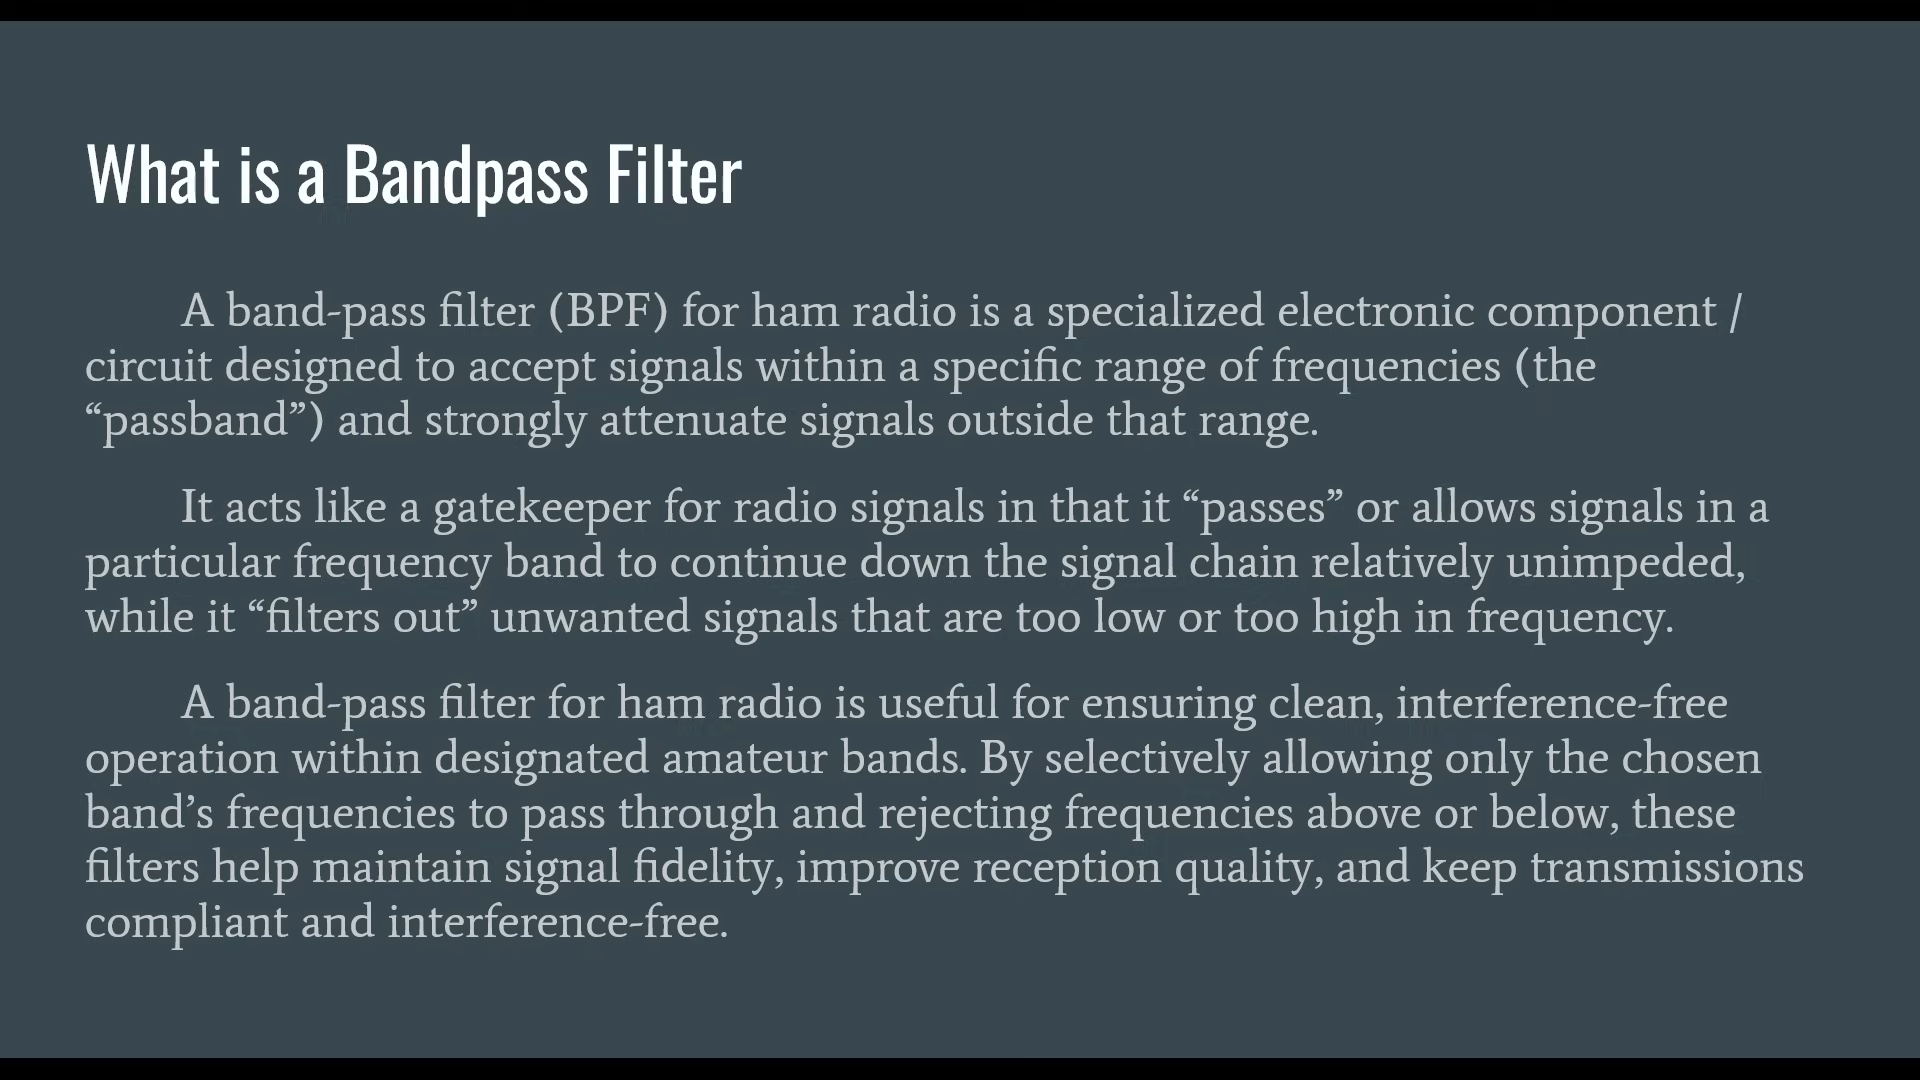 What is a Bandpass Filter
A band-pass filter (BPF) for ham radio is a specialized electronic component /
circuit designed to accept signals within a specific range of frequencies (the
“passband”) and strongly attenuate signals outside that range.
It acts like a gatekeeper for radio signals in that it “passes” or allows signals in a
particular frequency band to continue down the signal chain relatively unimpeded,
while it “filters out” unwanted signals that are too low or too high in frequency.
A band-pass filter for ham radio is useful for ensuring clean, interference-free
operation within designated amateur bands. By selectively allowing only the chosen
band’s frequencies to pass through and rejecting frequencies above or below, these
filters help maintain signal fidelity, improve reception quality, and keep transmissions
compliant and interference-free.